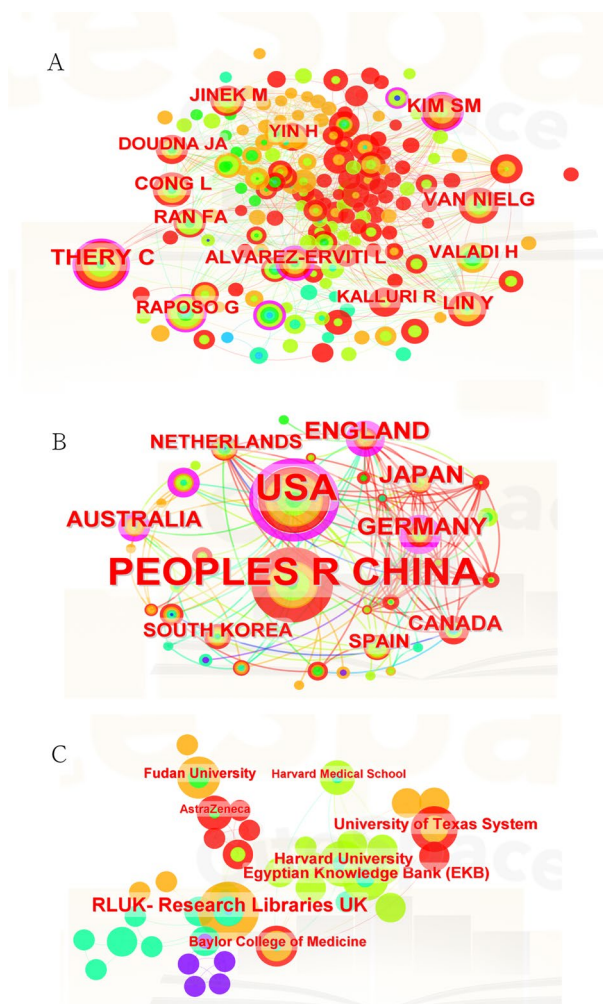 A
JINEK M
KIM SM
YIN H
DOUDNA JA
CONG L
VAN NIELG
RAN FA
THERY C
ALVAREZ-ERVITI L
VALADI H
RAPOSO G
KALLURI R
LIN Y
B
ENGLAND
NETHERLANDS
USA
JAPAN
AUSTRALIA
GERMANY
PEOPLES R CHINA
SOUTH KOREA
CANADA
SPAIN
C
Fudan University
Harvard Medical School
AstraZeneca
University of Texas System
Harvard University
Egyptian Knowledge Bank (EKB)
RLUK- Research Libraries UK
Baylor College of Medicine